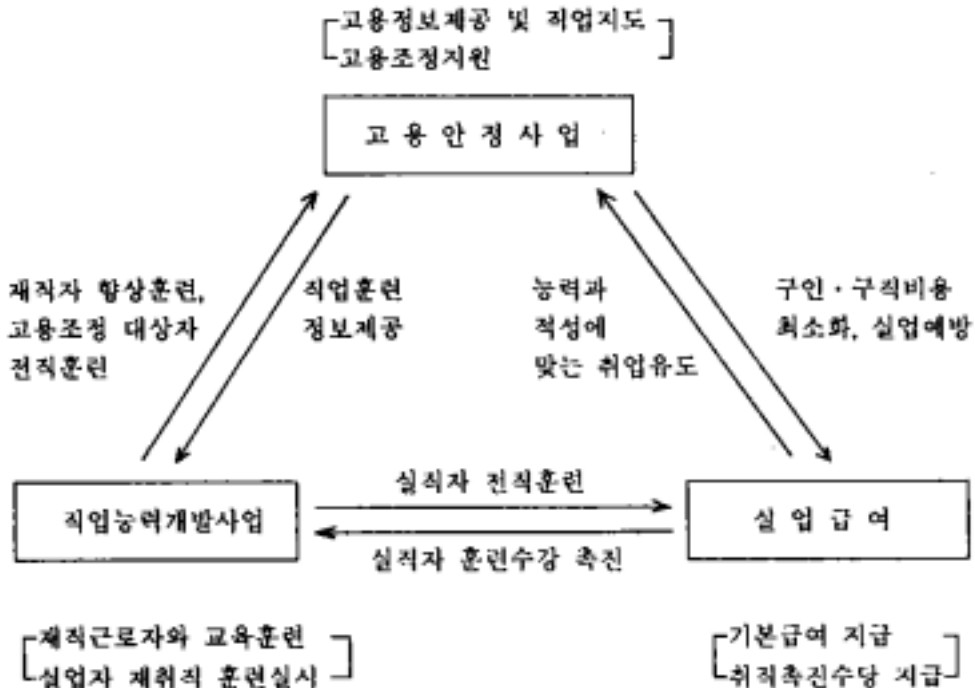 고용정보제공 및 직업지도
고용조정지원
고 용 안 정 사 업
재직자 향상훈련,
고용조정 대상자
전직훈련
직업훈련
정보제공
능력과
적성에
맞는 취업유도
구인·구직비용
최소화, 실업예방
실직자 전직훈련
직업능력개발사업
실 업 급 여
실직자 훈련수강 촉진
재직근로자와 교육훈련
실업자 재취직 훈련실시
기본급여 지급
취직촉진수당 지급